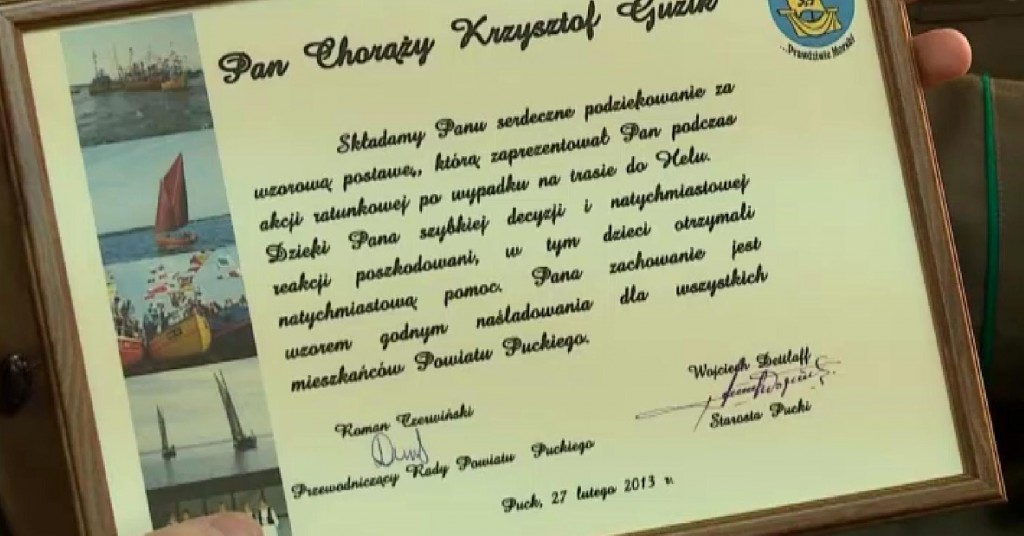 Pan Chorąży Krzysztof Guzik
...Prawdziwie Morski
Składamy Panu serdeczne podziękowanie za
wzorową postawę,, którą zaprezentował Pan podczas
akcji ratunkowej po wypadku na trasie do Helu.
Dzięki Pana szybkiej decyzji i natychmiastowej
reakcji poszkodowani, w tym dzieci otrzymali
natychmiastową pomoc. Pana zachowanie jest
wzorem godnym naśladowania dla wszystkich
mieszkańców Powiatu Puckiego.
Roman Czerwiński
Przewodniczący Rady Powiatu Puckiego
Wojciech Dettlaff
Starosta Pucki
Puck, 27 lutego 2013 r.